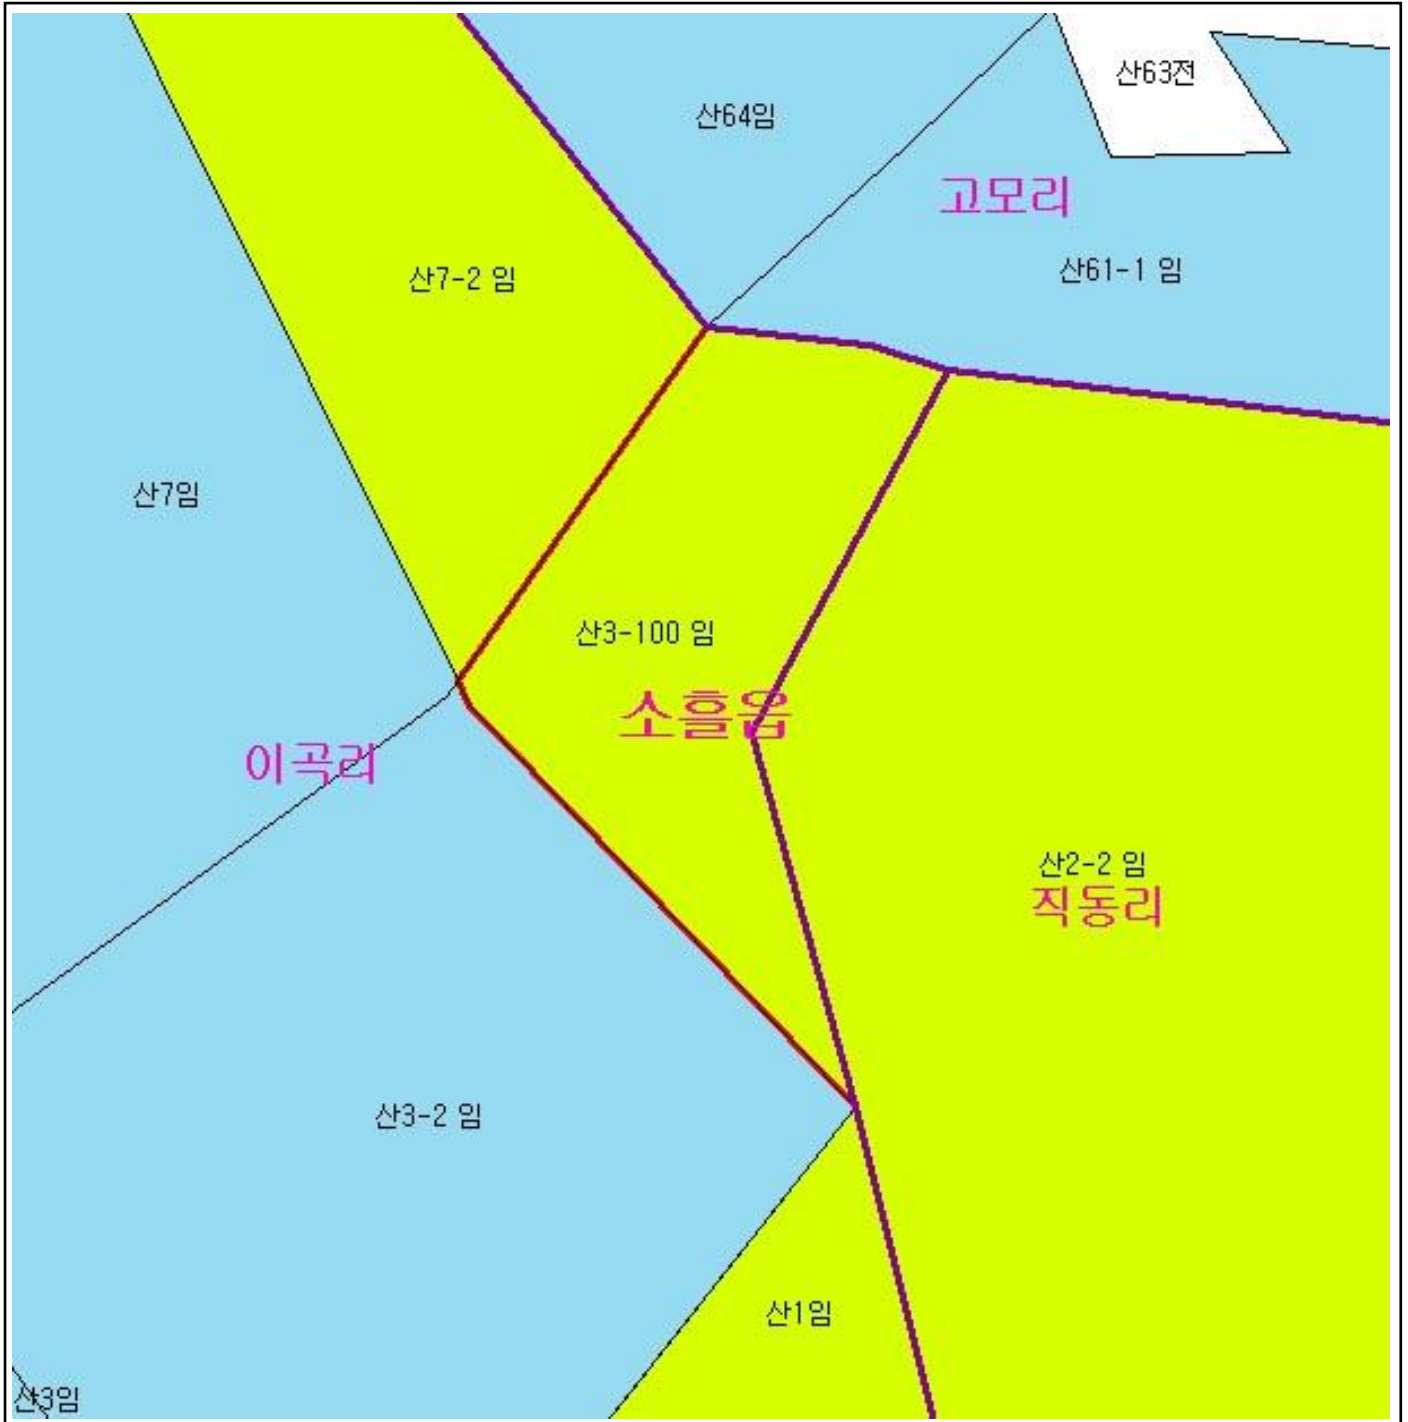 산63전
산64임
고모리
산61-1 임
산7-2 임
산7임
산3-100 임
소흘읍
이곡리
산2-2 임
직동리
산3-2 임
산1임
산3임